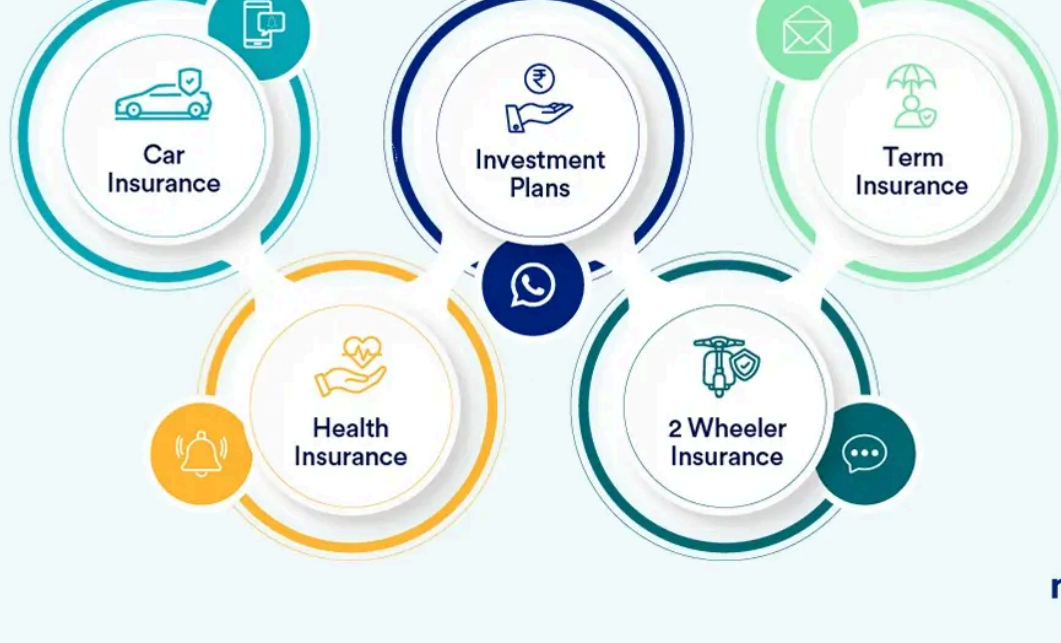 Car
Insurance
Investment
Plans
Term
Insurance
Health
Insurance
2 Wheeler
Insurance